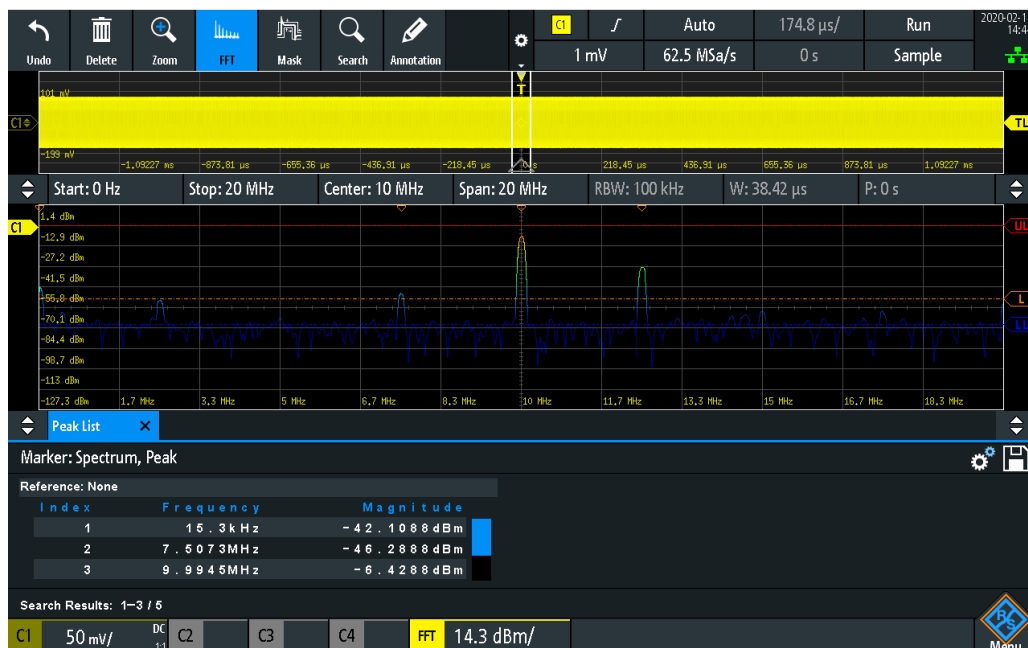 Undo Delete Zoom FFT Mask Search Annotation
C1 Auto 174.8 µs/ Run
1 mV 62.5 MSa/s 0 s Sample
2020-02-1
14:4
101 mV
C1
T
TL
-199 mV
-1.09227 ms -873.81 µs -655.36 µs -436.91 µs -218.45 µs 0 s 218.45 µs 436.91 µs 655.36 µs 873.81 µs 1.09227 ms
Start: 0 Hz Stop: 20 MHz Center: 10 MHz Span: 20 MHz RBW: 100 kHz W: 38.42 µs P: 0 s
1.4 dBm
C1
UL
-12.9 dBm
-27.2 dBm
-41.5 dBm
-55.8 dBm
L
-70.1 dBm
LL
-84.4 dBm
-98.7 dBm
-113 dBm
-127.3 dBm 1.7 MHz 3.3 MHz 5 MHz 6.7 MHz 8.3 MHz 10 MHz 11.7 MHz 13.3 MHz 15 MHz 16.7 MHz 18.3 MHz
Peak List
Marker: Spectrum, Peak
Reference: None
Index Frequency Magnitude
1 15.3kHz -42.1088dBm
2 7.5073MHz -46.2888dBm
3 9.9945MHz -6.4288dBm
Search Results: 1–3 / 5
C1 50 mV/ DC 1:1 C2 C3 C4 FFT 14.3 dBm/
R&S
Menu